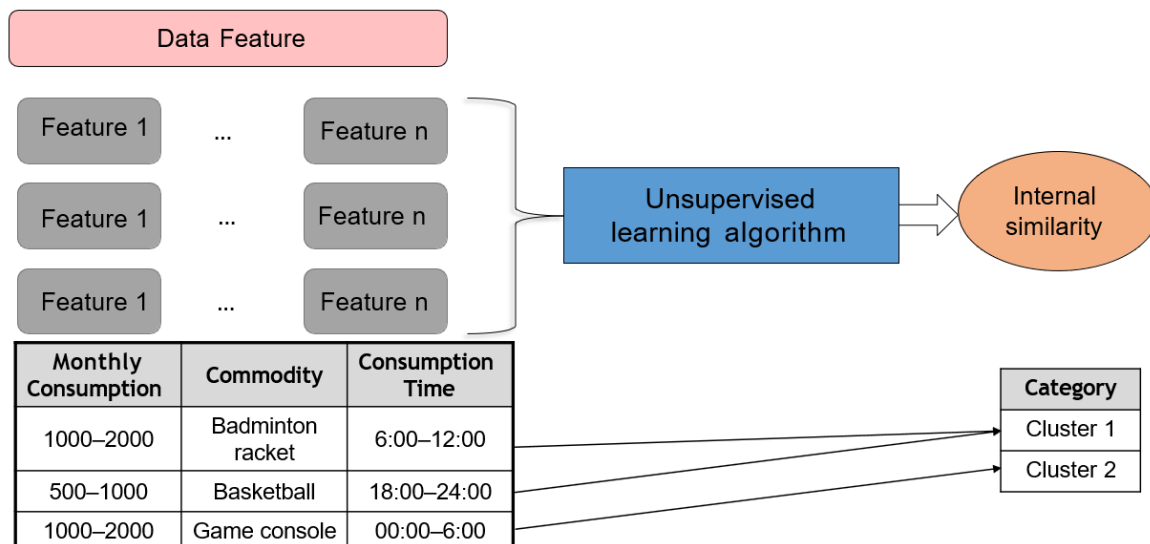 Data Feature
Feature 1 ... Feature n
Feature 1 ... Feature n
Feature 1 ... Feature n
Unsupervised
learning algorithm
Internal
similarity
Monthly
Consumption
Commodity
Consumption
Time
1000–2000
Badminton
racket
6:00–12:00
500–1000
Basketball
18:00–24:00
1000–2000
Game console
00:00–6:00
Category
Cluster 1
Cluster 2